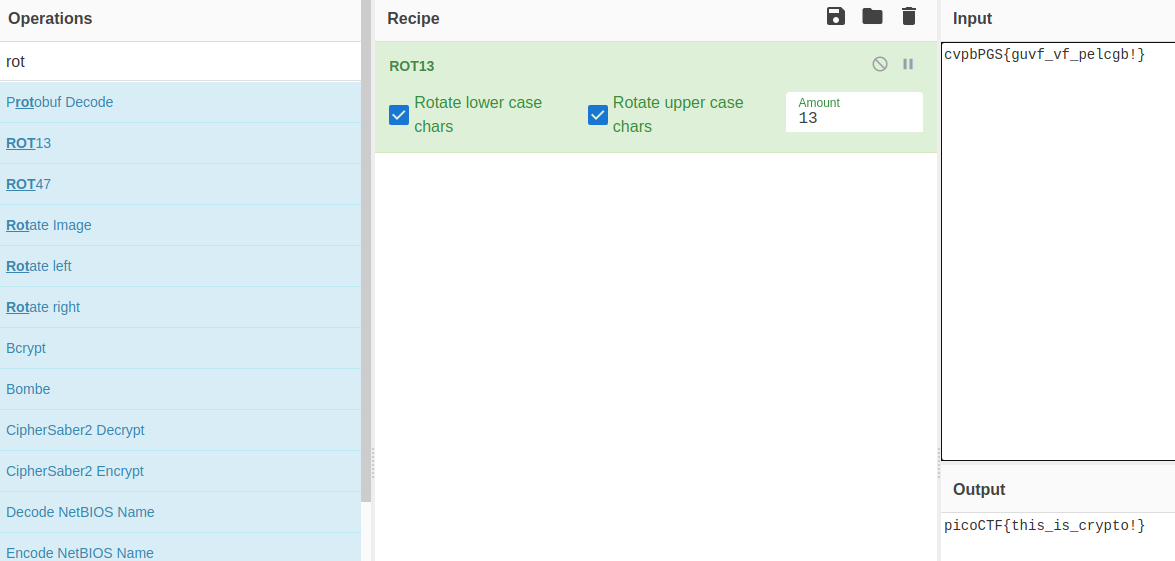 Operations
rot
Protobuf Decode
ROT13
ROT47
Rotate Image
Rotate left
Rotate right
Bcrypt
Bombe
CipherSaber2 Decrypt
CipherSaber2 Encrypt
Decode NetBIOS Name
Encode NetBIOS Name
Recipe
ROT13
Rotate lower case
chars
Rotate upper case
chars
Amount
13
Input
cvpbPGS{guvf_vf_pelcgb!}
Output
picoCTF{this_is_crypto!}